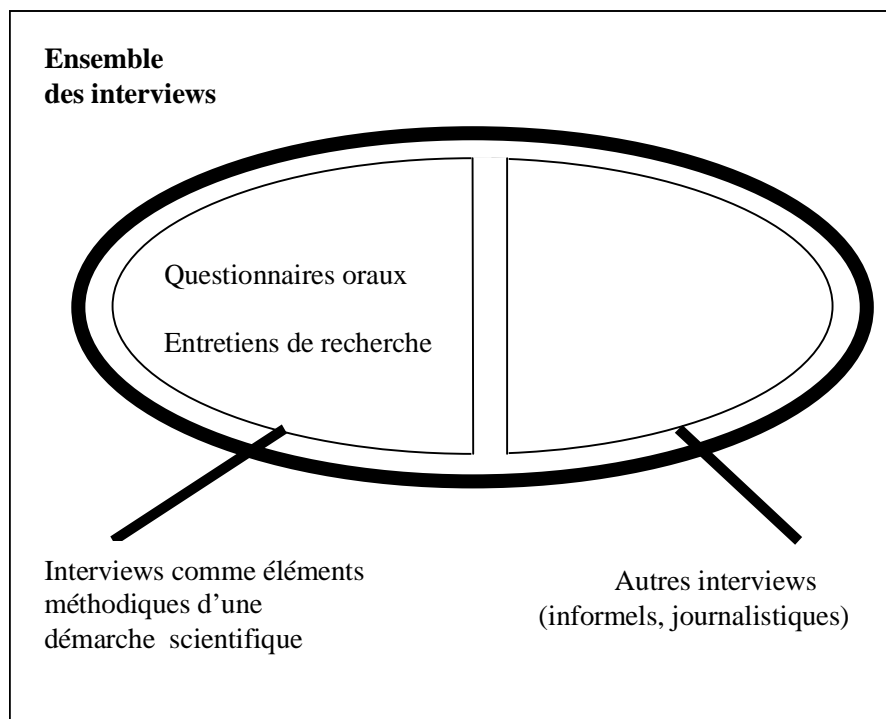 Ensemble
des interviews
Questionnaires oraux
Entretiens de recherche
Interviews comme éléments
méthodiques d’une
démarche scientifique
Autres interviews
(informels, journalistiques)